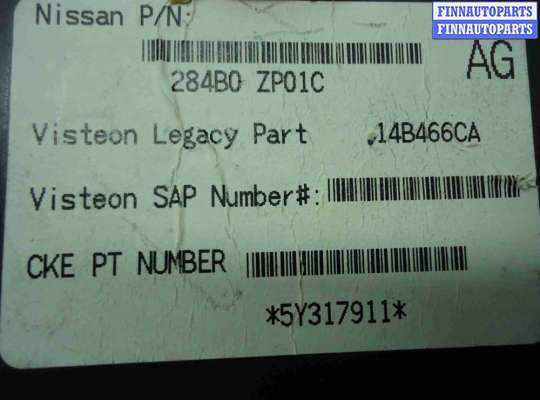 Nissan P/N:
FINNAUTOPARTS
FINNAUTOPARTS
AG
284B0 ZP01C
Visteon Legacy Part .14B466CA
Visteon SAP Number#:
CKE PT NUMBER
*5Y317911*